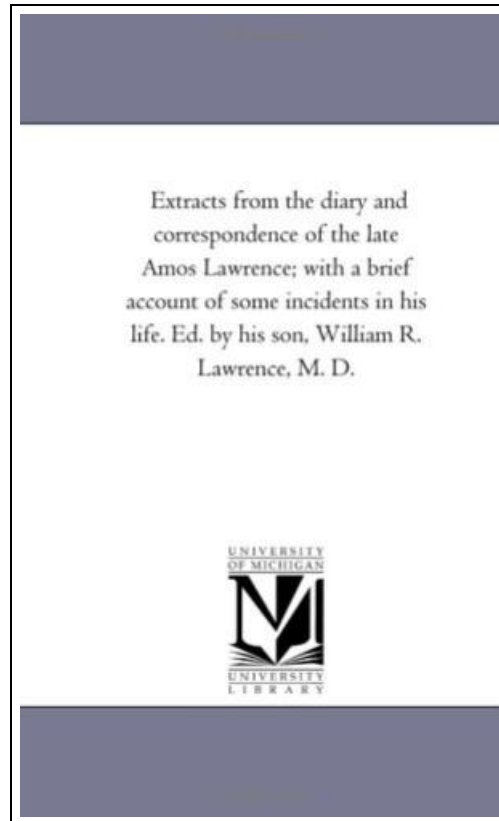 Extracts from the diary and
correspondence of the late
Amos Lawrence; with a brief
account of some incidents in his
life. Ed. by his son, William R.
Lawrence, M. D.
UNIVERSITY
OF MICHIGAN
UNIVERSITY
LIBRARY